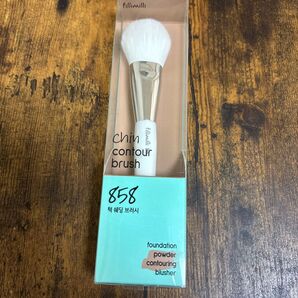 fillimilli
chin
contour
brush
fillimilli
858
턱 쉐딩 브러시
foundation
powder
contouring
blusher